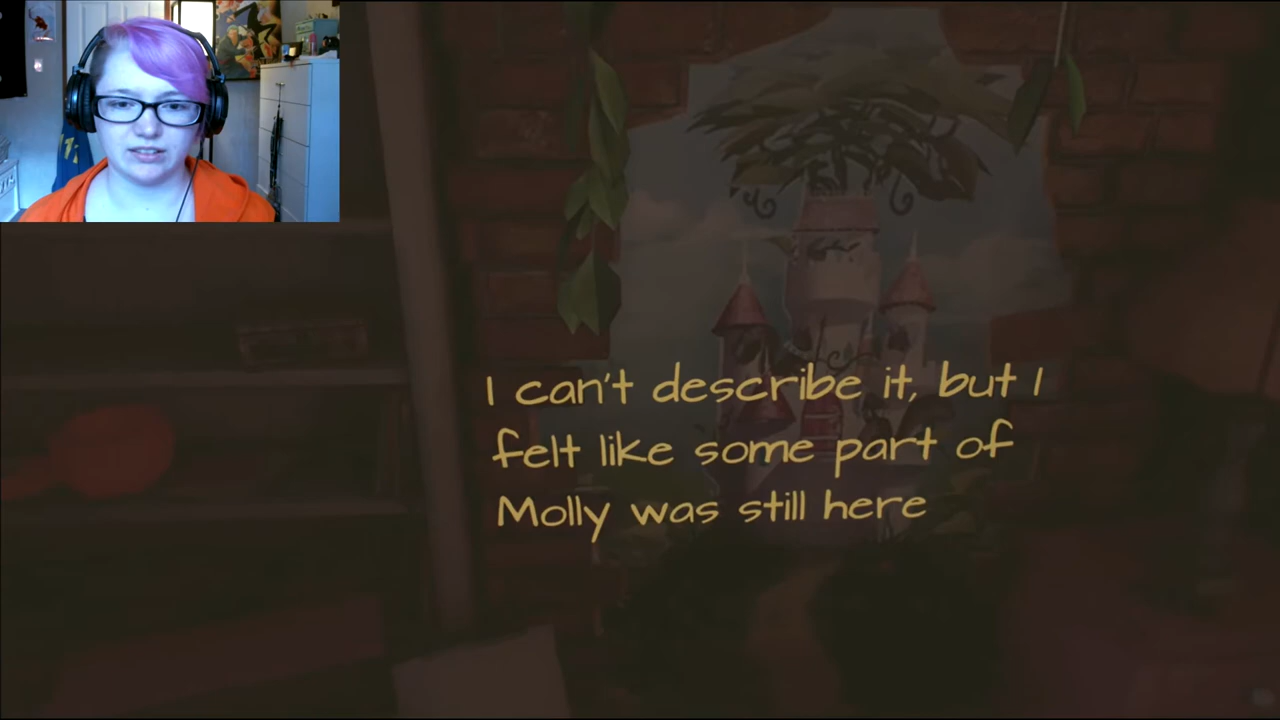 I can't describe it, but I
felt like some part of
Molly was still here